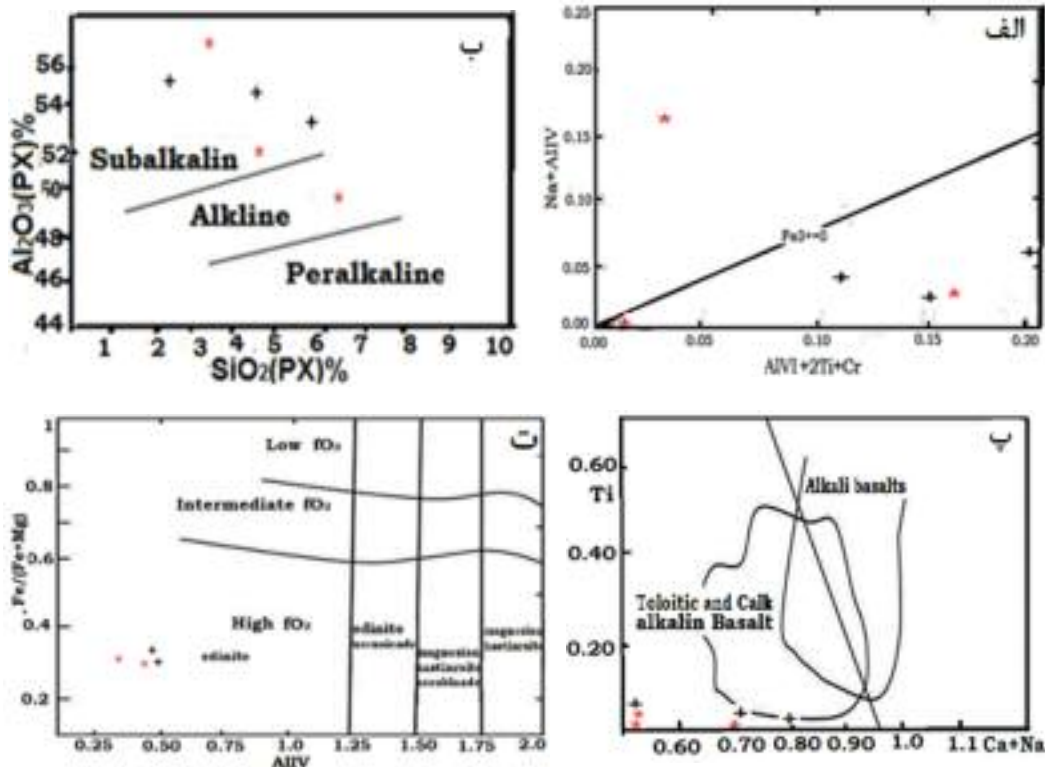 ب
Al₂O₃(PX)%
56
54
52
50
48
46
44
Subalkalin
Alkline
Peralkaline
1 2 3 4 5 6 7 8 9 10
SiO₂(PX)%
الف
Na+AlIV
0.25
0.20
0.15
0.10
0.05
0.00
0.00 0.05 0.10 0.15 0.20
AlVI+2Ti+Cr
ت
Fe/(Fe+Mg)
1
0.8
0.6
0.4
0.2
Low fO₂
Intermediate fO₂
High fO₂
edinito
edinito
0.25 0.50 0.75 1.0 1.25 1.50 1.75 2.0
AlIV
0.60
Ti
0.40
0.20
Alkali basalts
Toloitic and Calk
alkalin Basalt
0.60 0.70 0.80 0.90 1.0 1.1 Ca+Na